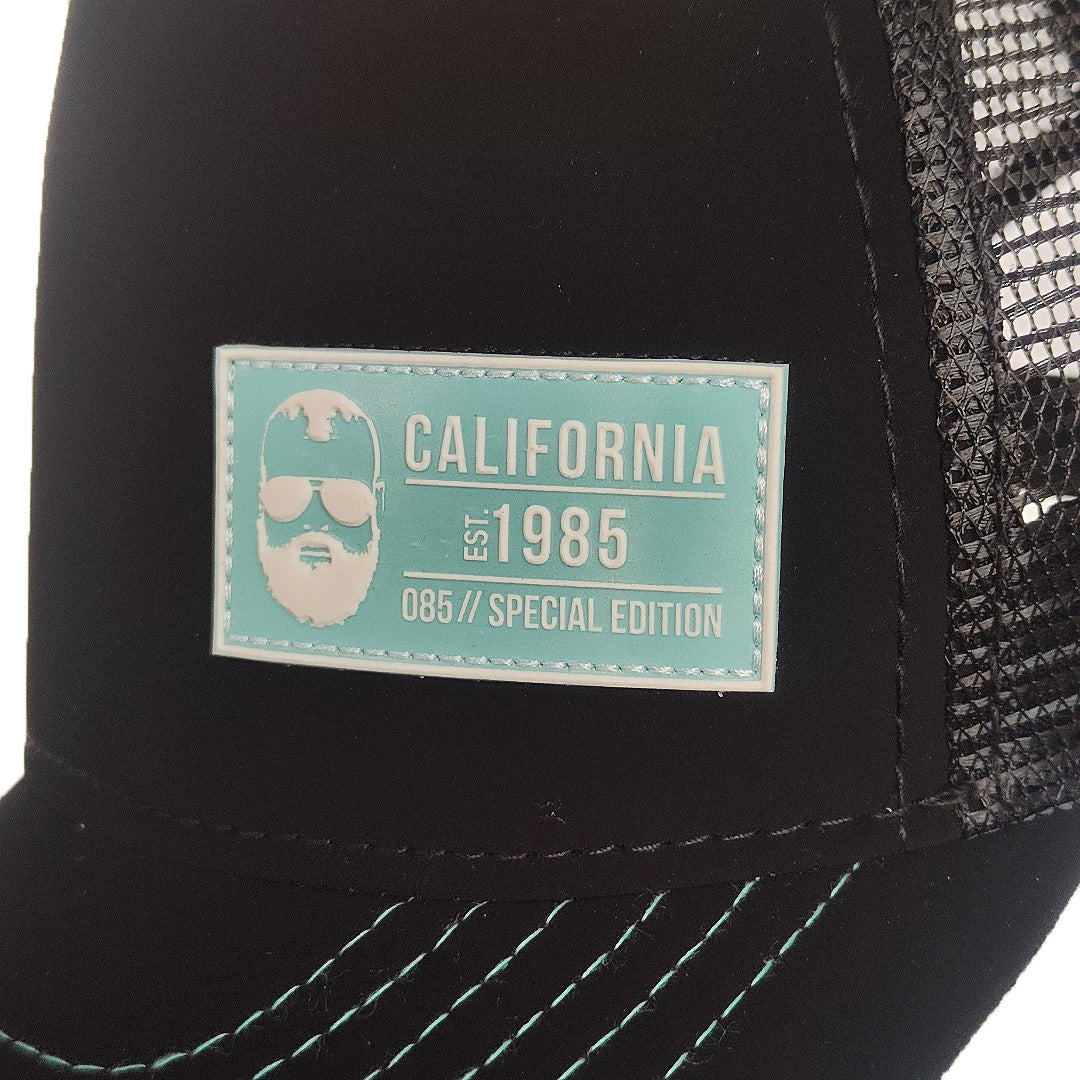 CALIFORNIA
EST. 1985
085// SPECIAL EDITION